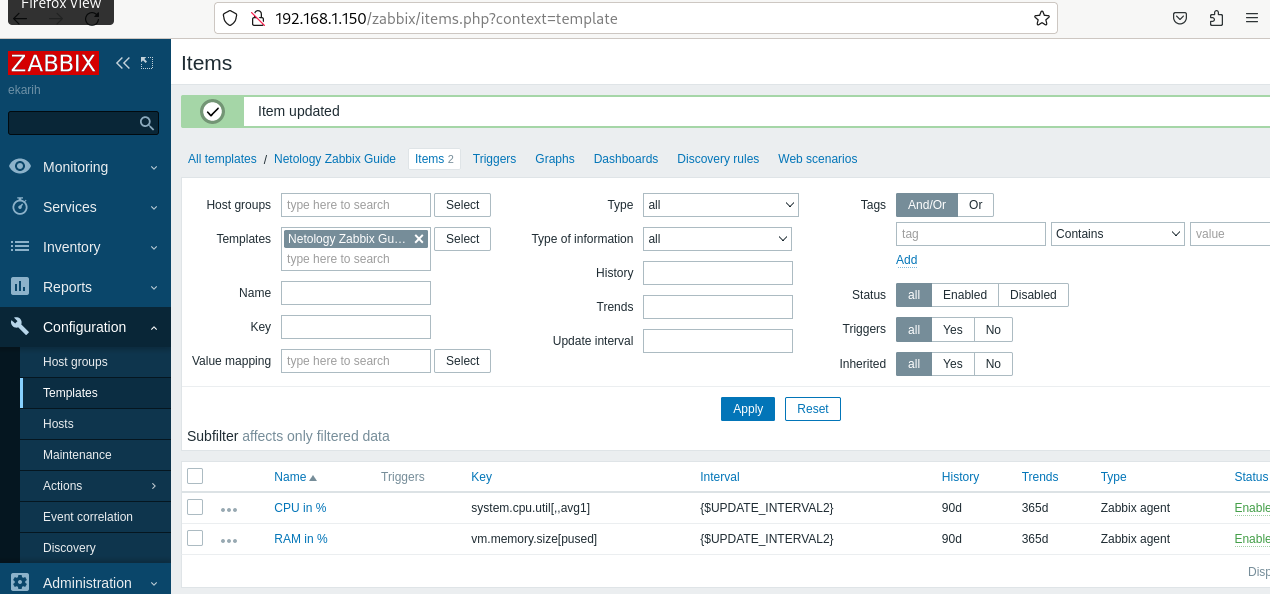 Firefox View
192.168.1.150/zabbix/items.php?context=template
ZABBIX
ekarih
Monitoring
Services
Inventory
Reports
Configuration
Host groups
Templates
Hosts
Maintenance
Actions
Event correlation
Discovery
Administration
Items
Item updated
All templates / Netology Zabbix Guide Items 2 Triggers Graphs Dashboards Discovery rules Web scenarios
Host groups type here to search Select
Templates Netology Zabbix Gu... Select
type here to search
Name
Key
Value mapping type here to search Select
Type all
Type of information all
History
Trends
Update interval
Tags And/Or Or
tag Contains value
Add
Status all Enabled Disabled
Triggers all Yes No
Inherited all Yes No
Apply Reset
Subfilter affects only filtered data
Name Triggers Key Interval History Trends Type Status
CPU in % system.cpu.util[,,avg1] {$UPDATE_INTERVAL2} 90d 365d Zabbix agent Enable
RAM in % vm.memory.size[pused] {$UPDATE_INTERVAL2} 90d 365d Zabbix agent Enable
Disp